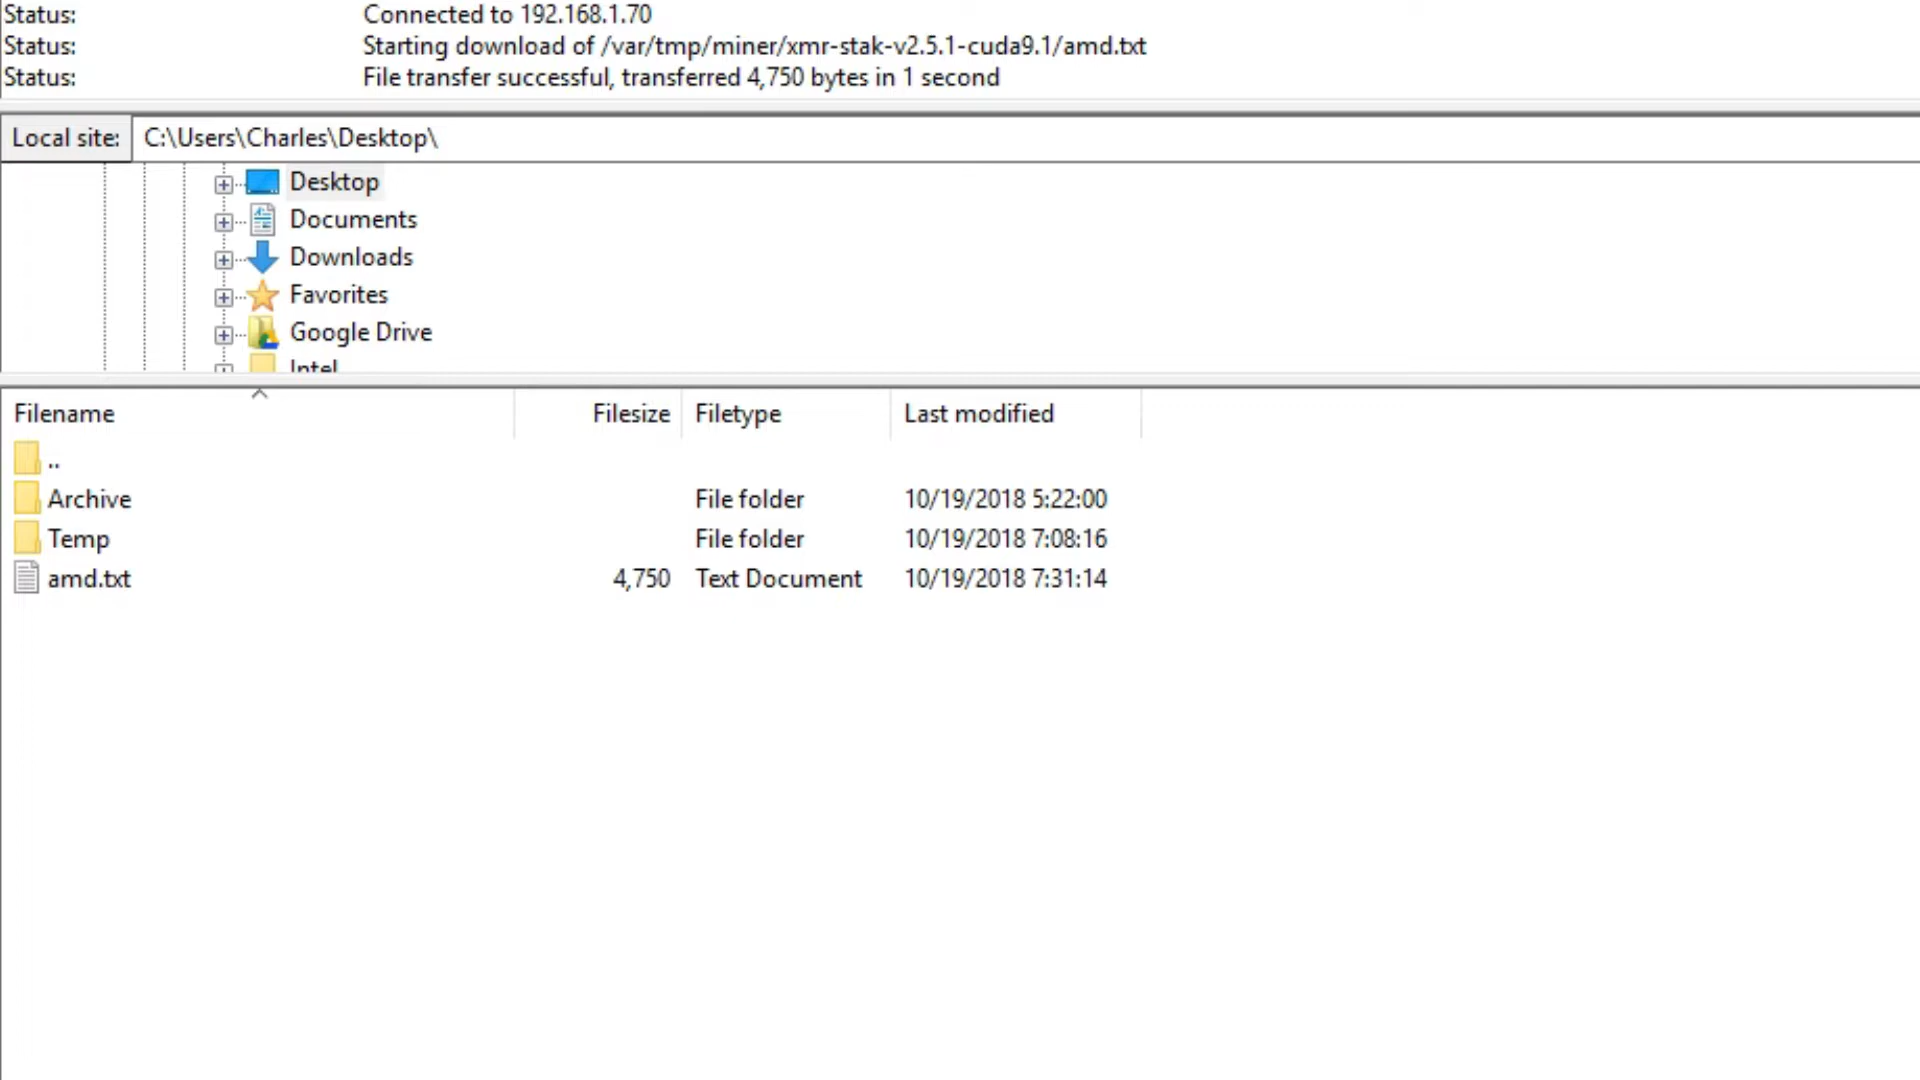 Status: Connected to 192.168.1.70
Status: Starting download of /var/tmp/miner/xmr-stak-v2.5.1-cuda9.1/amd.txt
Status: File transfer successful, transferred 4,750 bytes in 1 second
Local site: C:\Users\Charles\Desktop\
Desktop
Documents
Downloads
Favorites
Google Drive
Intel
Filename Filesize Filetype Last modified
..
Archive File folder 10/19/2018 5:22:00
Temp File folder 10/19/2018 7:08:16
amd.txt 4,750 Text Document 10/19/2018 7:31:14